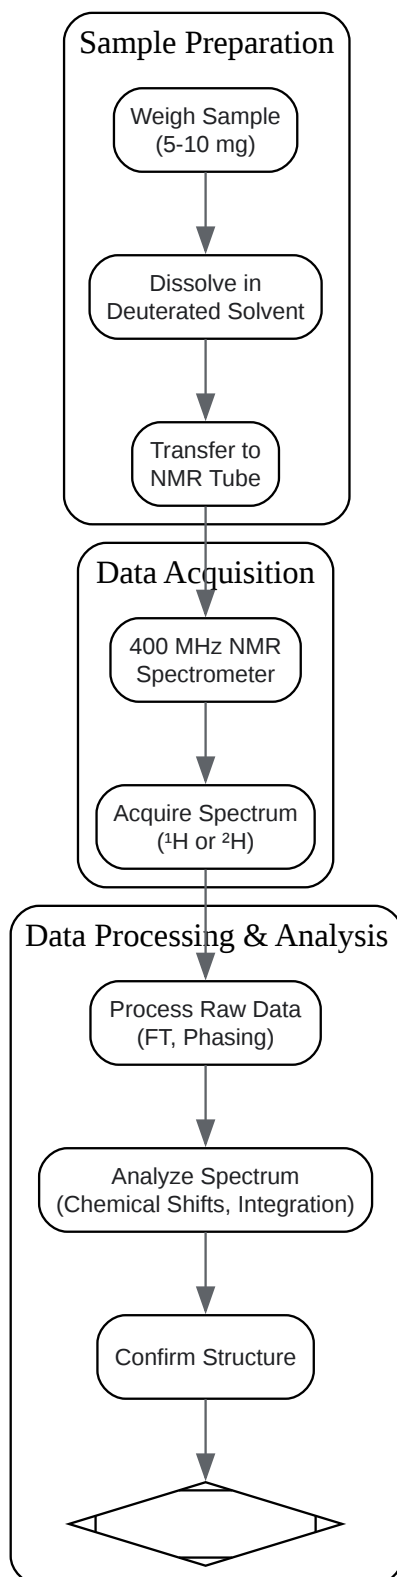 Sample Preparation
Weigh Sample
(5-10 mg)
Dissolve in
Deuterated Solvent
Transfer to
NMR Tube
Data Acquisition
400 MHz NMR
Spectrometer
Acquire Spectrum
(¹H or ²H)
Data Processing & Analysis
Process Raw Data
(FT, Phasing)
Analyze Spectrum
(Chemical Shifts, Integration)
Confirm Structure